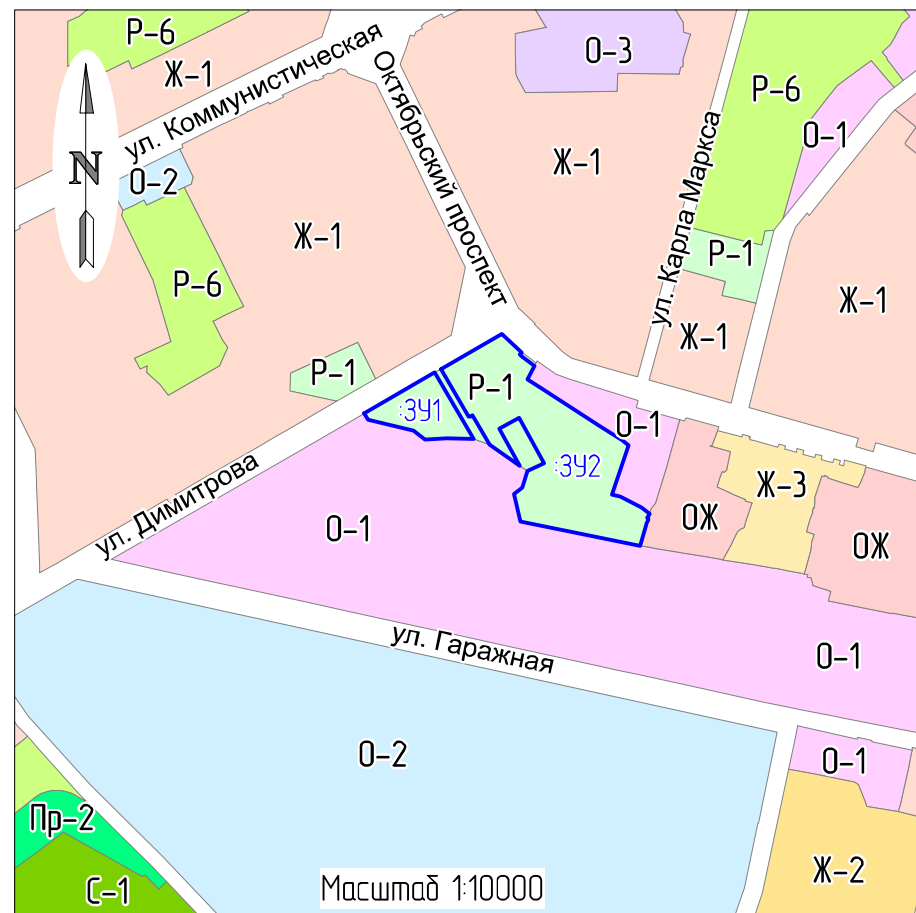 Р-6
Ж-1
ул. Коммунистическая
Октябрьский проспект
О-3
Р-6
О-1
N
О-2
Ж-1
Ж-1
ул. Карла Маркса
Р-6
Р-1
Ж-1
Ж-1
Р-1
Р-1
:ЗУ1
О-1
:ЗУ2
ул. Димитрова
О-1
ОЖ
Ж-3
ОЖ
ул. Гаражная
О-1
О-2
О-1
Пр-2
С-1
Ж-2
Масштаб 1:10000